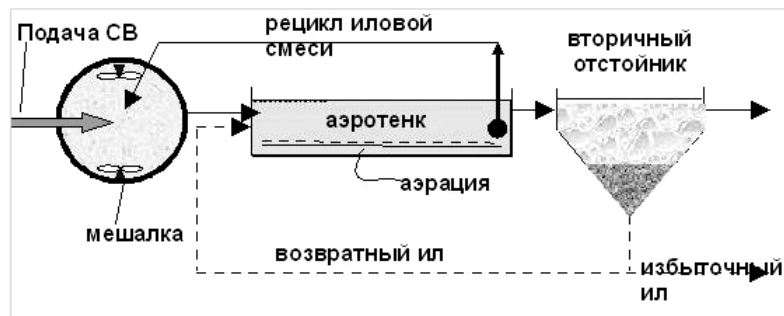 Подача СВ
рецикл иловой
смеси
вторичный
отстойник
аэротенк
аэрация
мешалка
возвратный ил
избыточный
ил